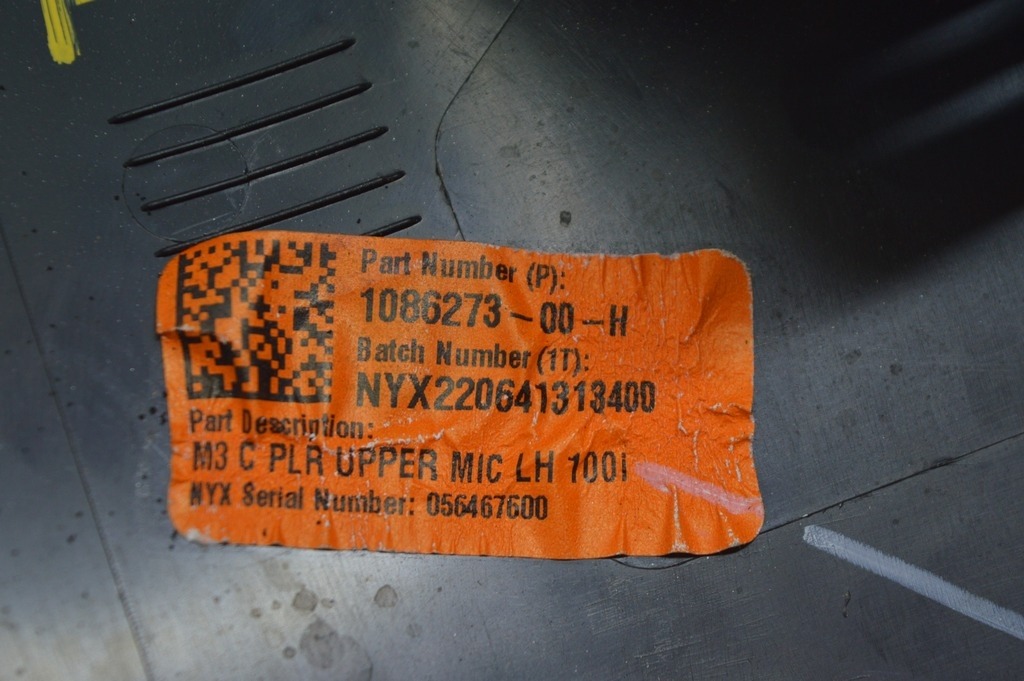 Part Number (P):
1086273-00-H
Batch Number (1T):
NYX220641313400
Part Description:
M3 C PLR UPPER MIC LH 100I
NYX Serial Number: 056467600